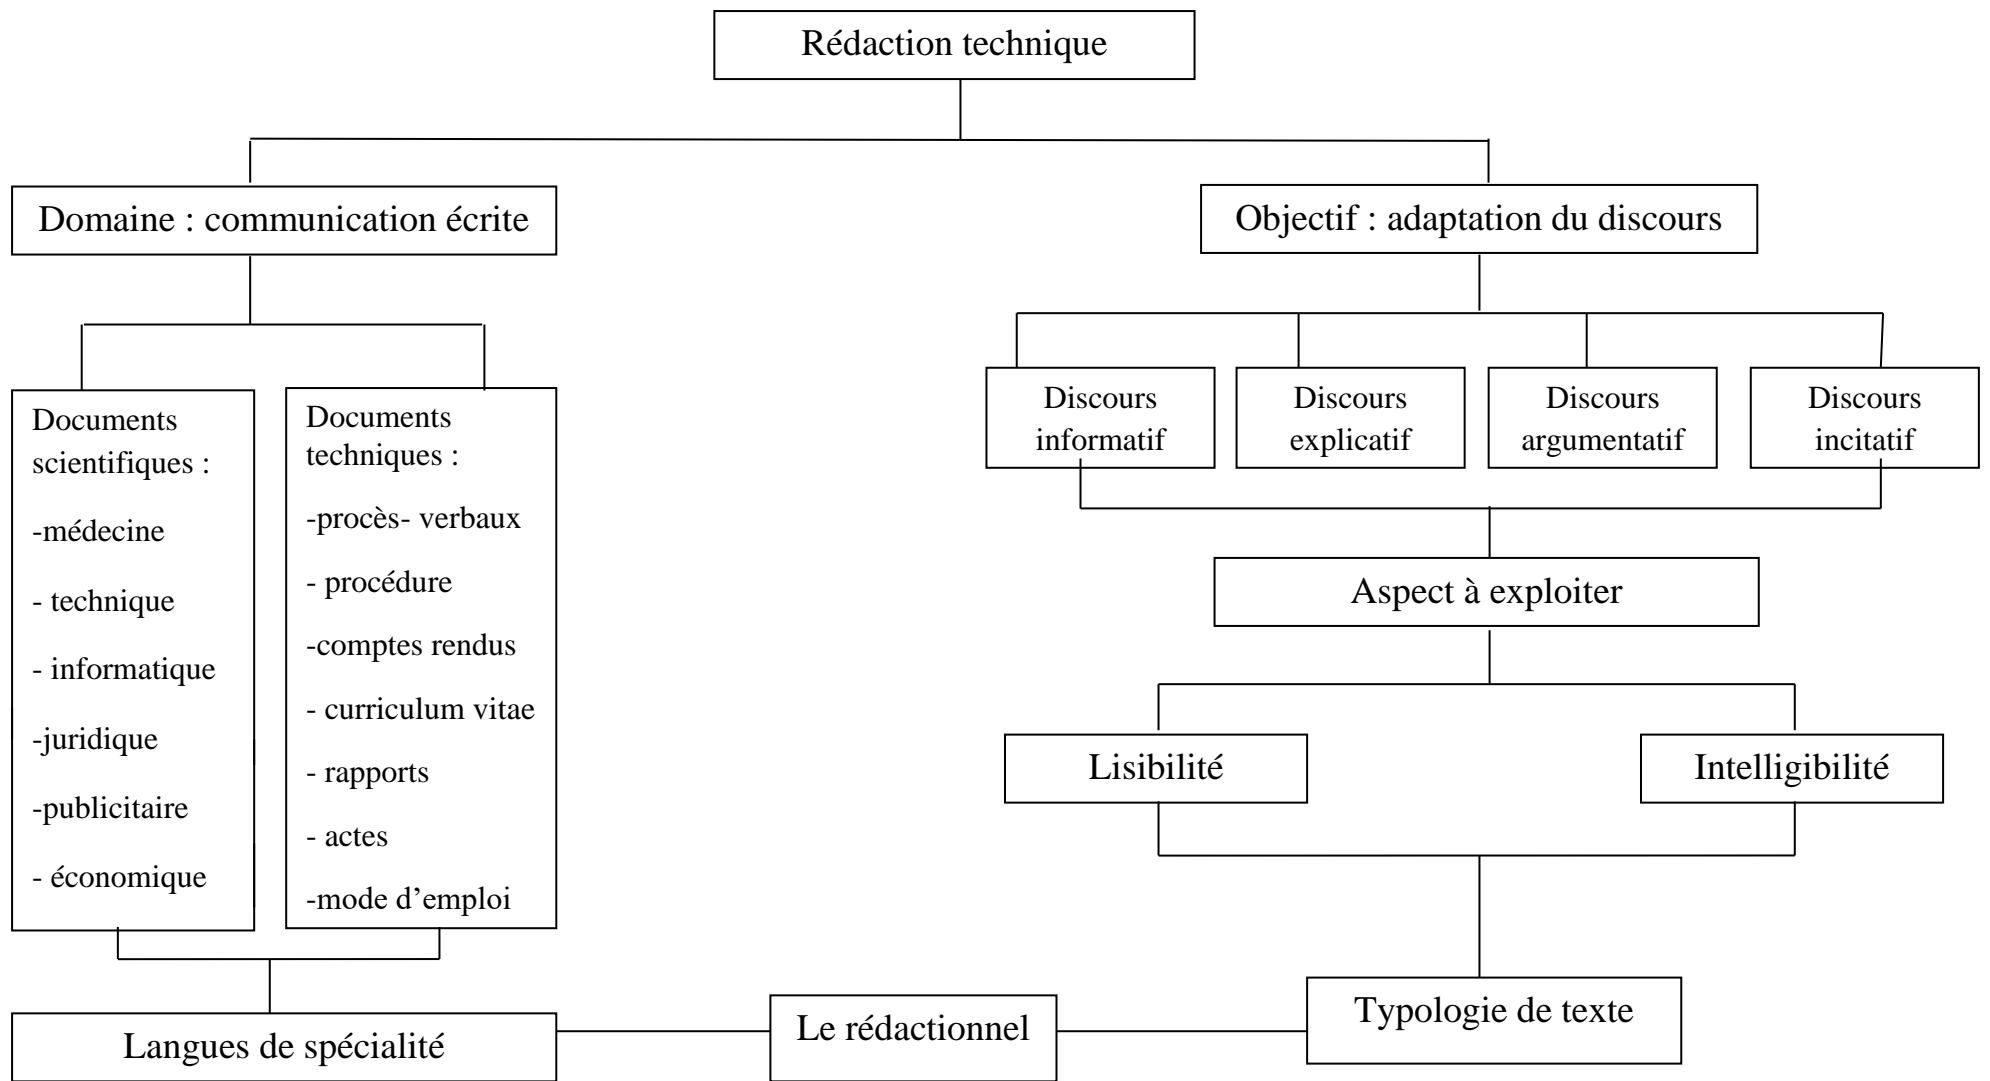 Rédaction technique
Domaine : communication écrite
Objectif : adaptation du discours
Documents
scientifiques :
-médecine
- technique
- informatique
-juridique
-publicitaire
- économique
Documents
techniques :
-procès- verbaux
- procédure
-comptes rendus
- curriculum vitae
- rapports
- actes
-mode d’emploi
Discours
informatif
Discours
explicatif
Discours
argumentatif
Discours
incitatif
Aspect à exploiter
Lisibilité
Intelligibilité
Langues de spécialité
Le rédactionnel
Typologie de texte